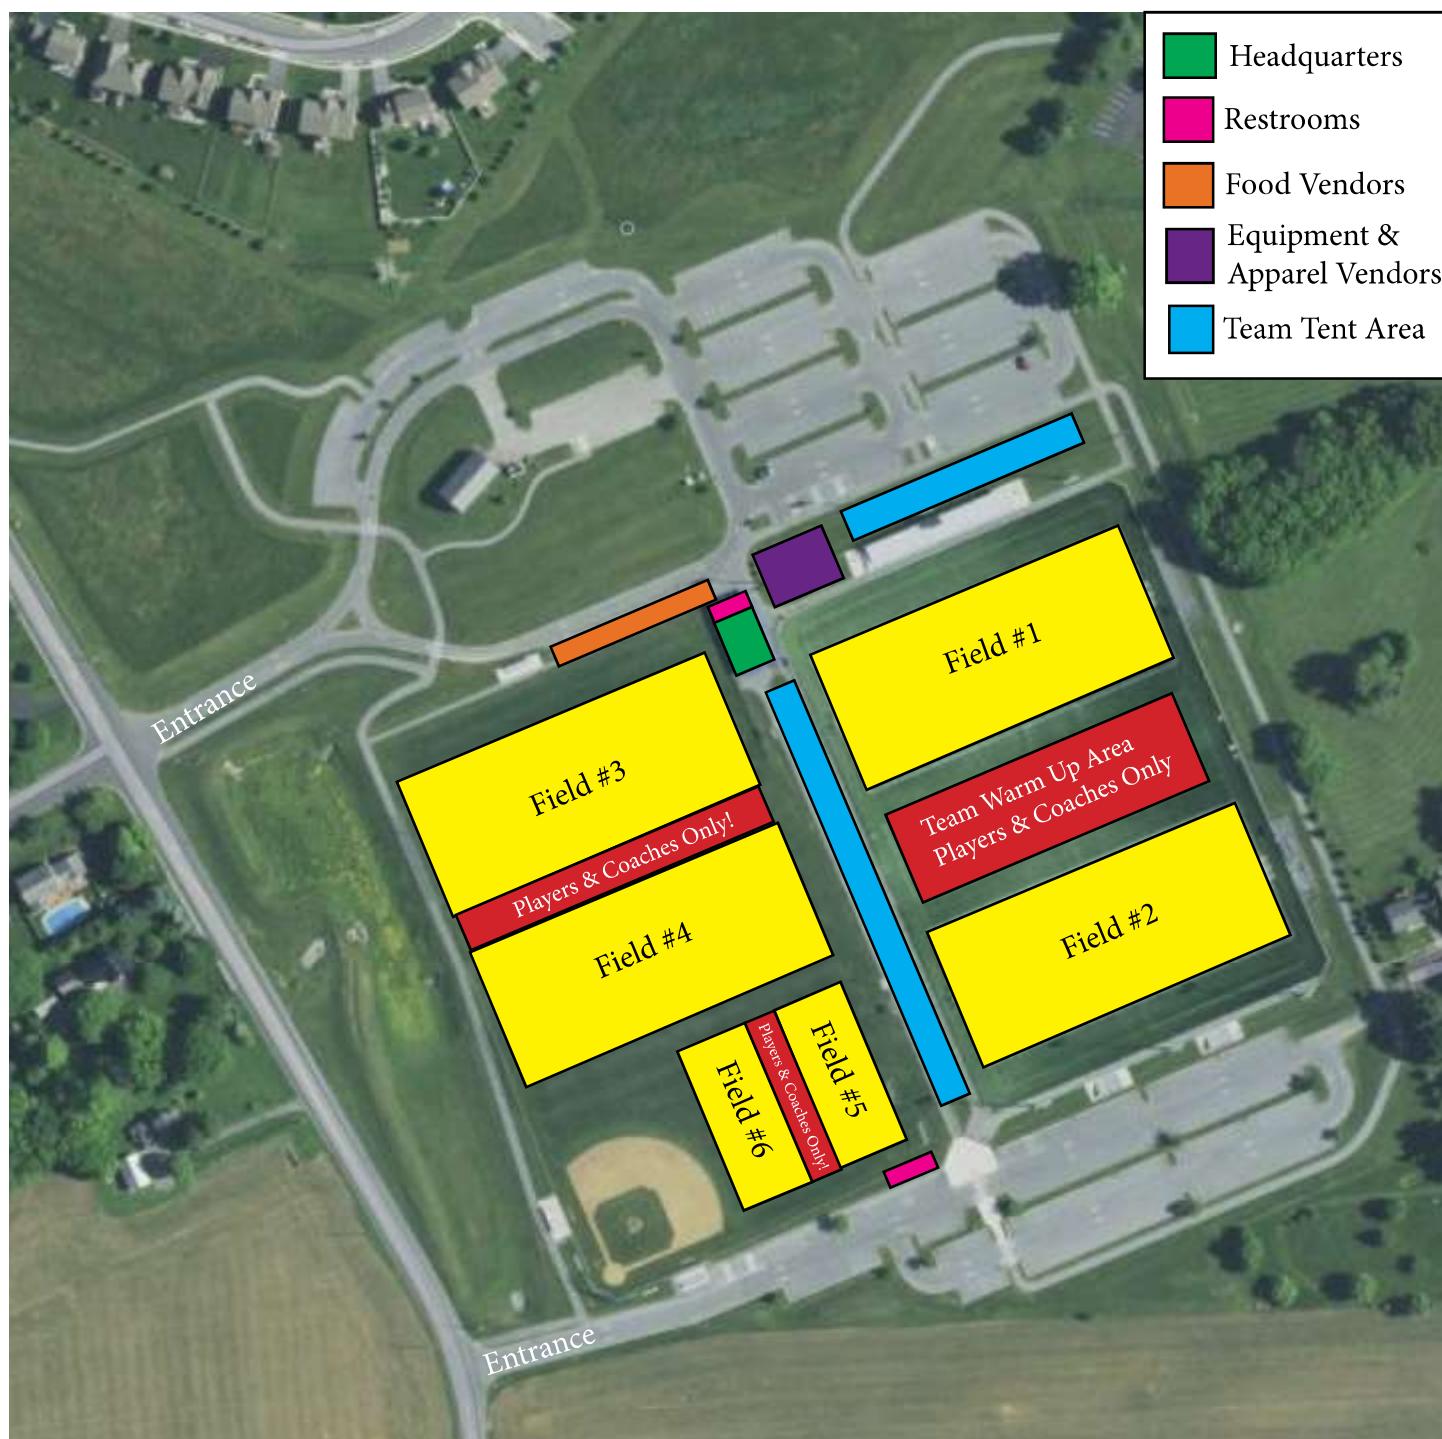 Headquarters
Restrooms
Food Vendors
Equipment &
Apparel Vendors
Team Tent Area
Field #1
Entrance
Field #3
Team Warm Up Area
Players & Coaches Only
Players & Coaches Only!
Field #4
Field #2
Field #5
Players & Coaches Only!
Field #6
Entrance